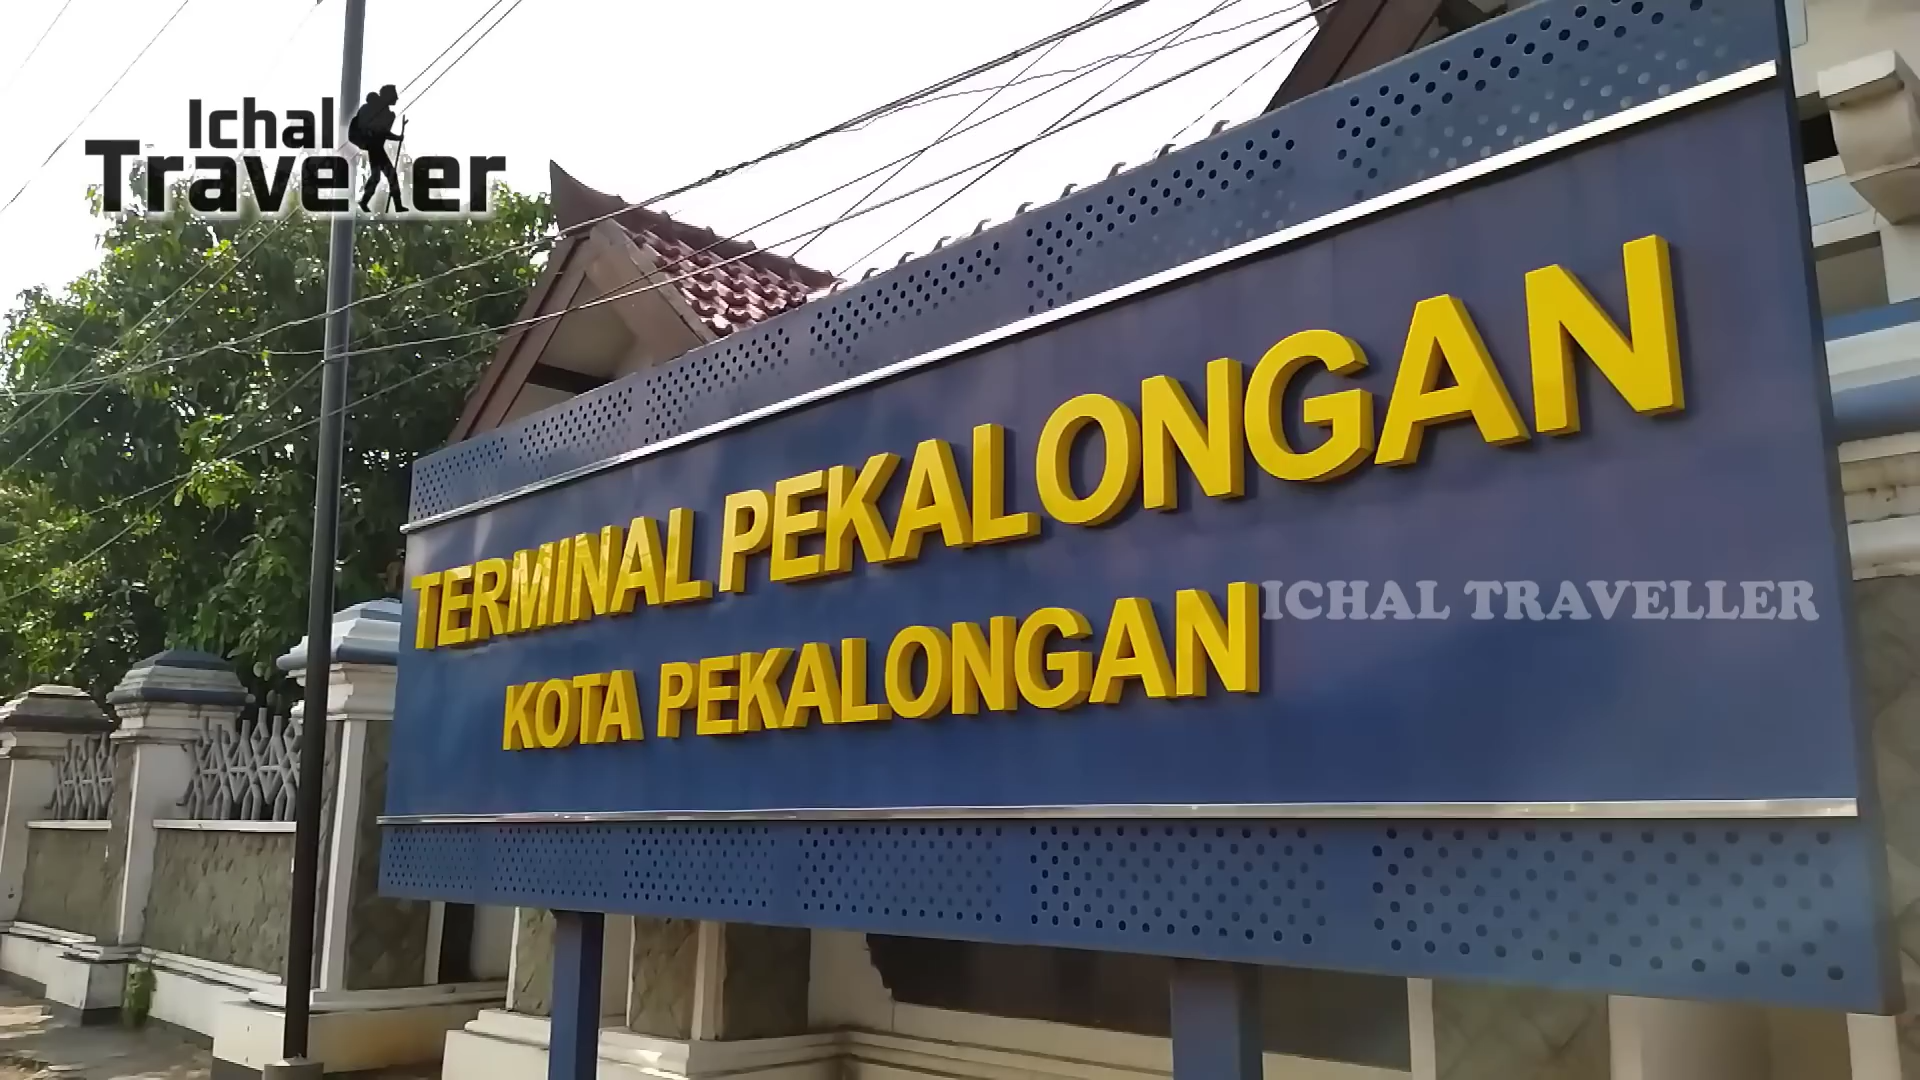 Ichal
Traveller
TERMINAL PEKALONGAN
KOTA PEKALONGAN
ICHAL TRAVELLER